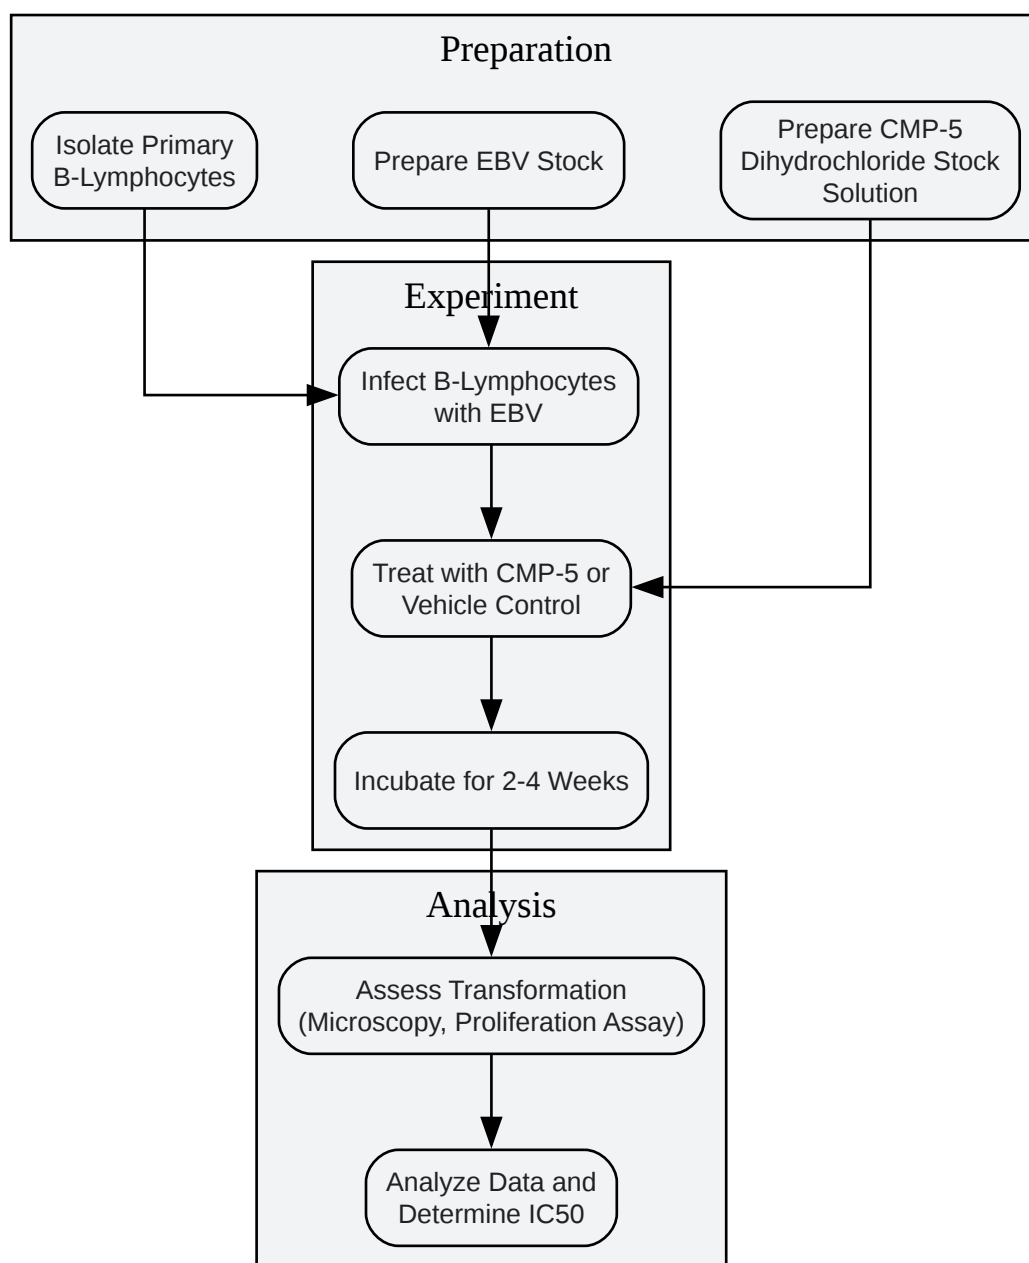 Preparation
Isolate Primary
B-Lymphocytes
Prepare EBV Stock
Prepare CMP-5
Dihydrochloride Stock
Solution
Experiment
Infect B-Lymphocytes
with EBV
Treat with CMP-5 or
Vehicle Control
Incubate for 2-4 Weeks
Analysis
Assess Transformation
(Microscopy, Proliferation Assay)
Analyze Data and
Determine IC50